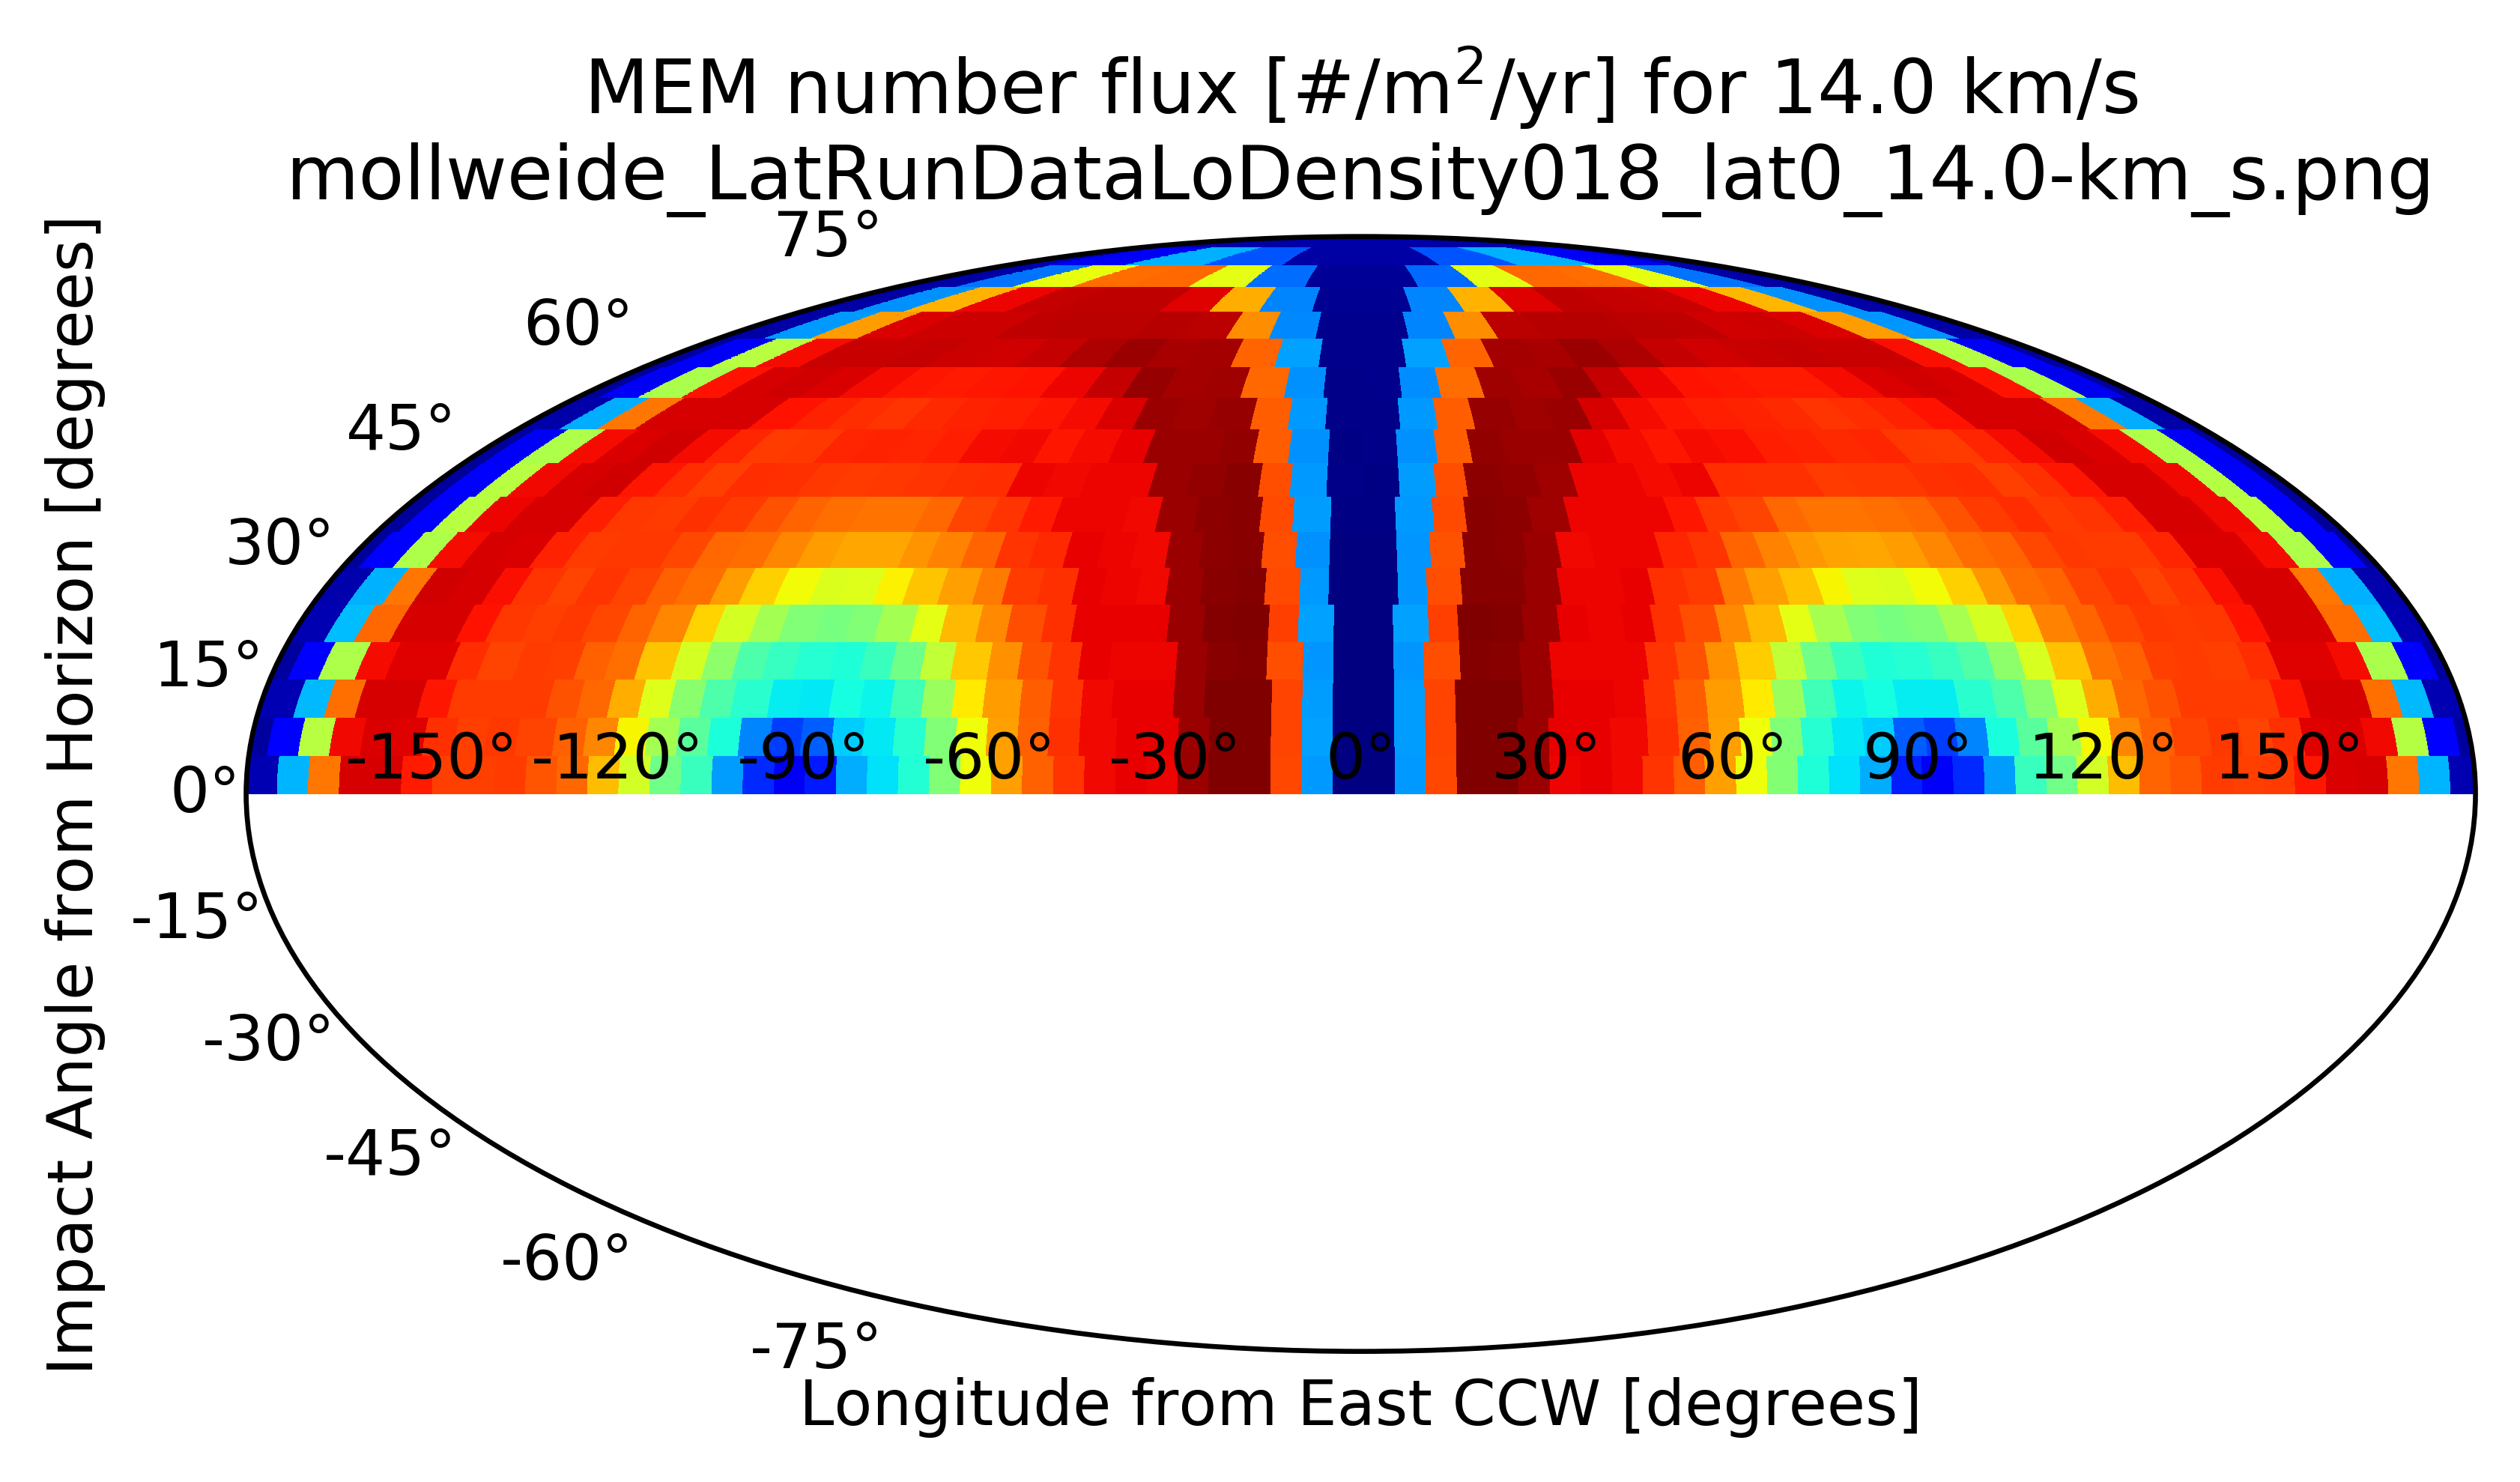 MEM number flux [#/m²/yr] for 14.0 km/s
mollweide_LatRunDataLoDensity018_lat0_14.0-km_s.png
Impact Angle from Horizon [degrees]
75°
60°
45°
30°
15°
0°
-15°
-30°
-45°
-60°
-75°
-150° -120° -90° -60° -30° 0° 30° 60° 90° 120° 150°
Longitude from East CCW [degrees]